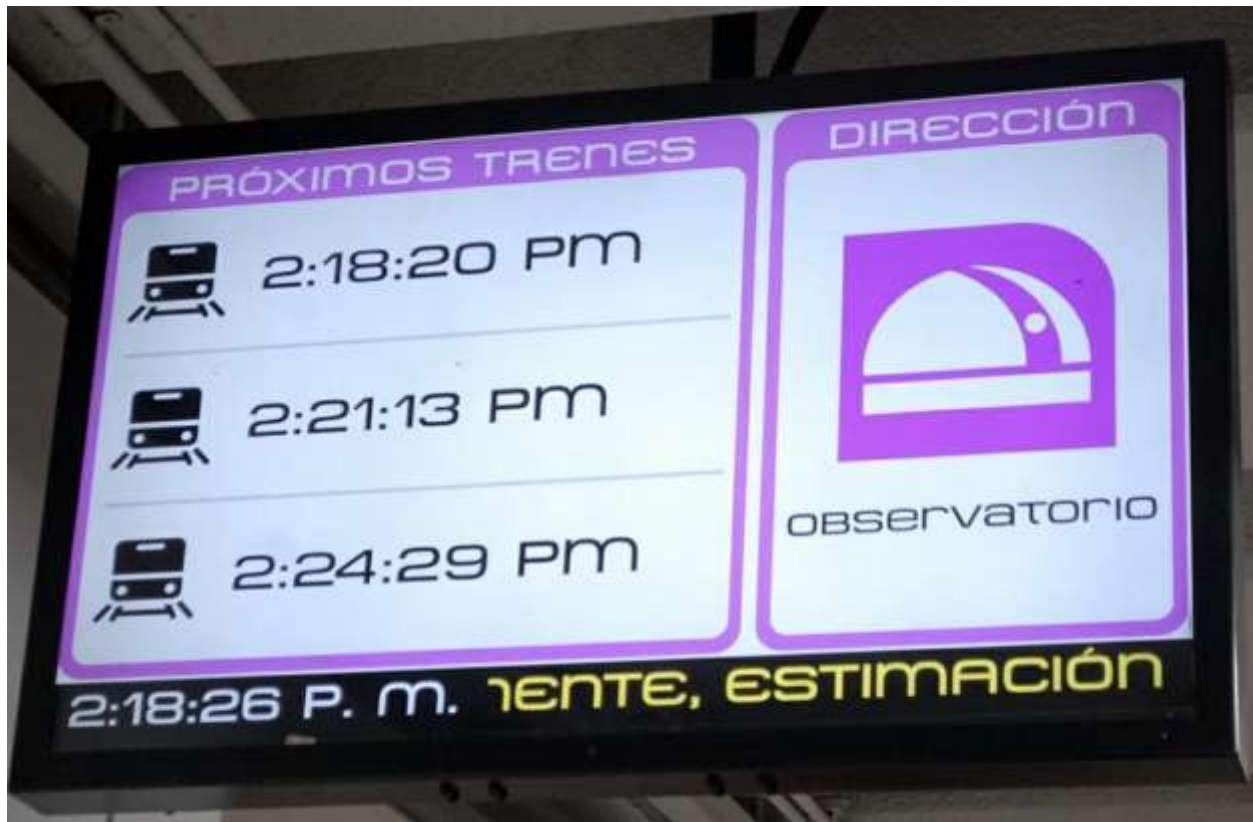 PRÓXIMOS TRENES
2:18:20 PM
2:21:13 PM
2:24:29 PM
DIRECCIÓN
OBSERVATORIO
2:18:26 P. M. ESTIMACIÓN